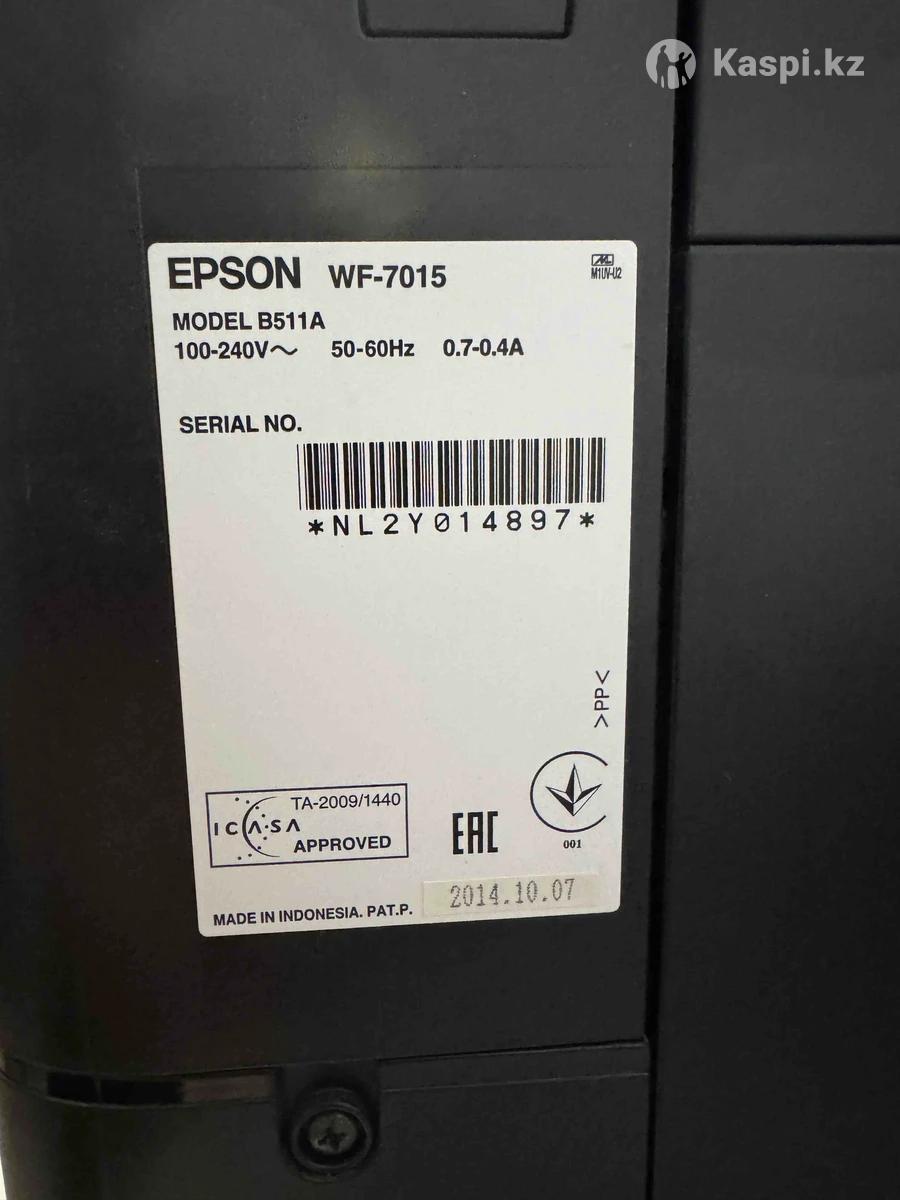 Kaspi.kz
EPSON WF-7015
M1UV-U2
MODEL B511A
100-240V～ 50-60Hz 0.7-0.4A
SERIAL NO.
*NL2Y014897*
>PP<
TA-2009/1440
ICASA
APPROVED
EAC
001
2014.10.07
MADE IN INDONESIA. PAT.P.